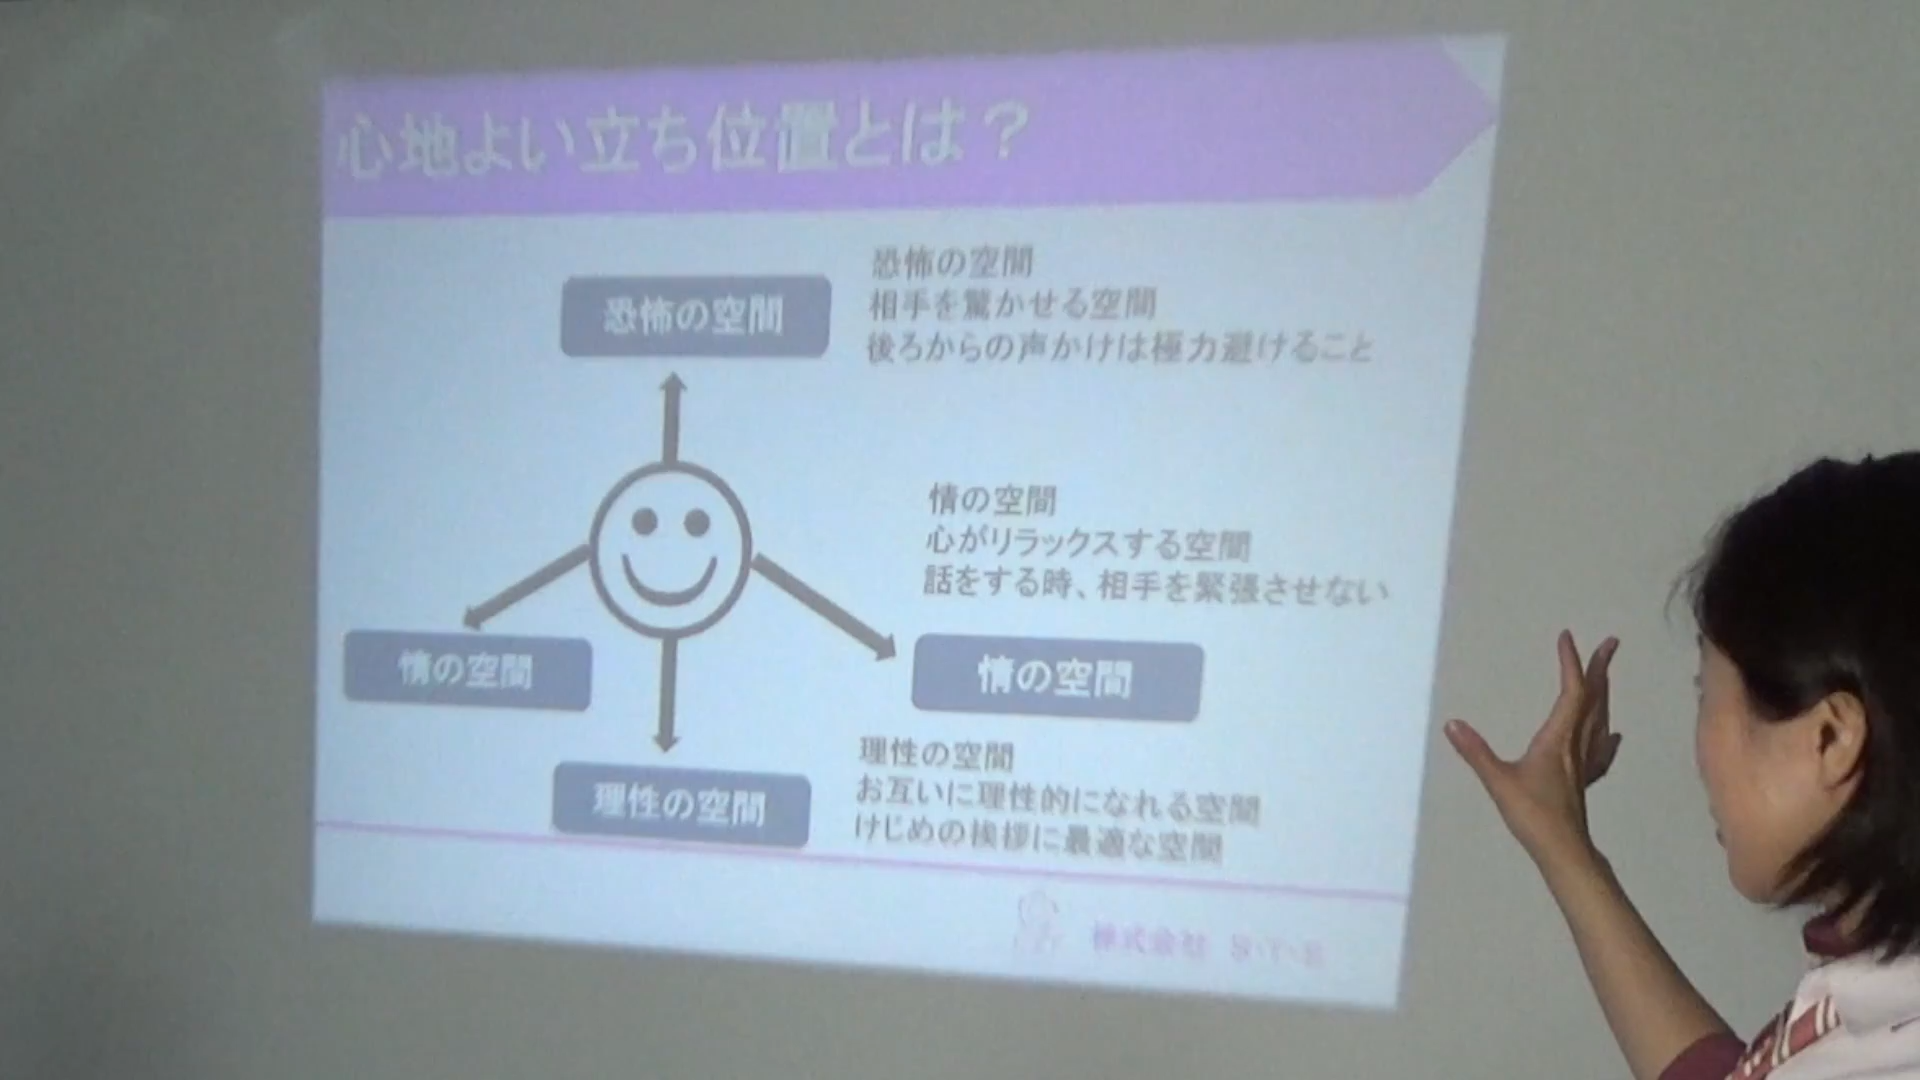 心地よい立ち位置とは？
恐怖の空間
恐怖の空間
相手を驚かせる空間
後ろからの声かけは極力避けること
情の空間
心がリラックスする空間
話をする時、相手を緊張させない
情の空間
情の空間
理性の空間
理性の空間
お互いに理性的になれる空間
けじめの挨拶に最適な空間
株式会社